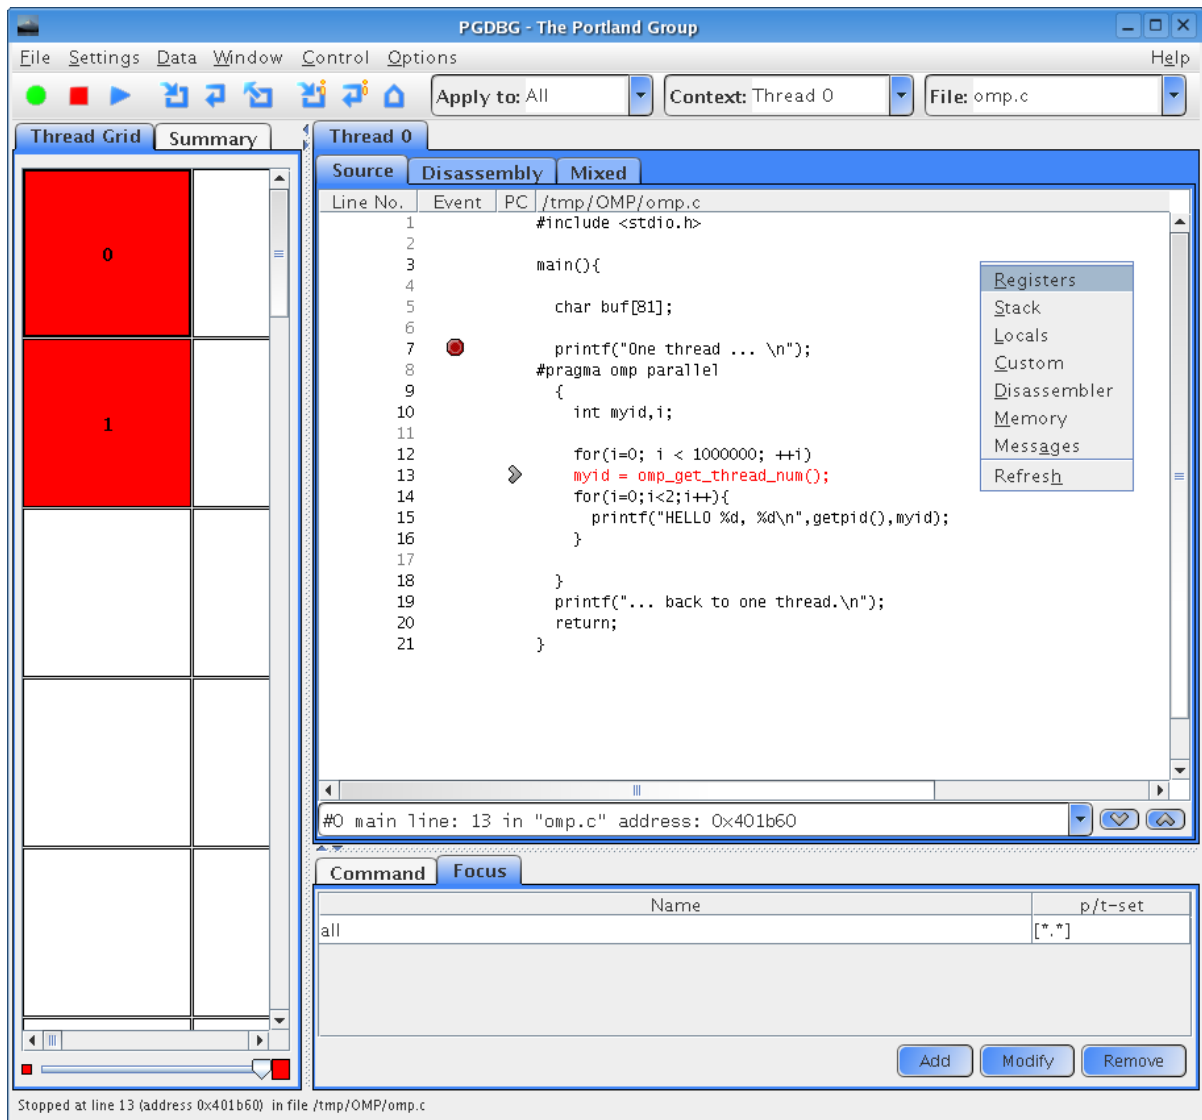 PGDBG - The Portland Group
File Settings Data Window Control Options Help
Apply to: All Context: Thread 0 File: omp.c
Thread Grid Summary
0
1
Thread 0
Source Disassembly Mixed
Line No. Event PC /tmp/OMP/omp.c
1 #include <stdio.h>
2
3 main(){
4
5 char buf[81];
6
7 printf("One thread ... \n");
8 #pragma omp parallel
9 {
10 int myid,i;
11
12 for(i=0; i < 1000000; ++i)
13 myid = omp_get_thread_num();
14 for(i=0;i<2;i++){
15 printf("HELLO %d, %d\n",getpid(),myid);
16 }
17
18 }
19 printf("... back to one thread.\n");
20 return;
21 }
Registers
Stack
Locals
Custom
Disassembler
Memory
Messages
Refresh
#0 main line: 13 in "omp.c" address: 0x401b60
Command Focus
Name p/t-set
all [*.*]
Add Modify Remove
Stopped at line 13 (address 0x401b60) in file /tmp/OMP/omp.c